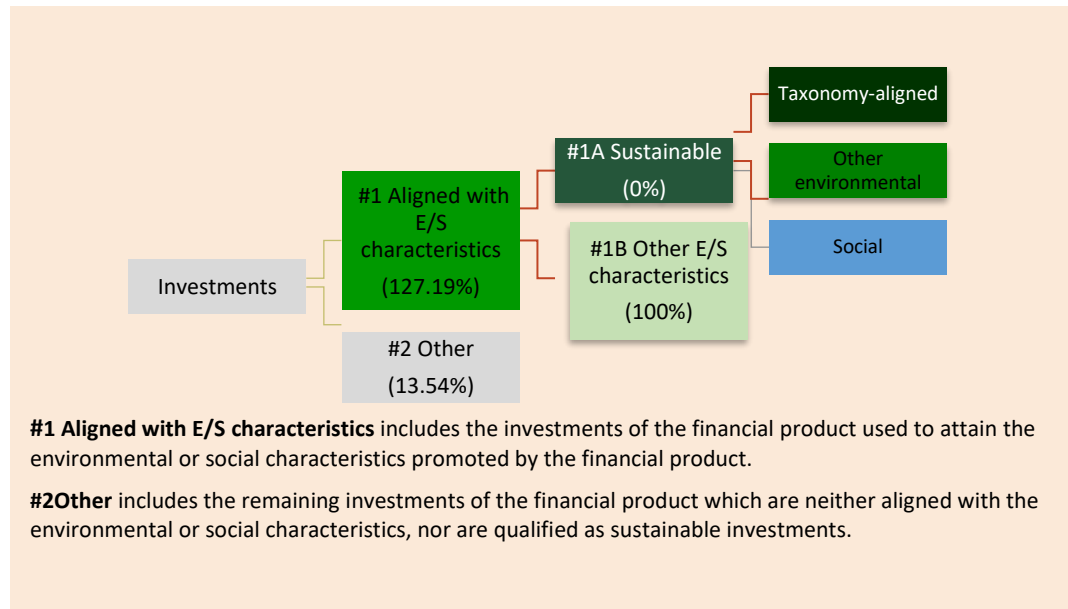 Taxonomy-aligned
#1A Sustainable
(0%)
Other
environmental
#1 Aligned with
E/S
characteristics
(127.19%)
#1B Other E/S
characteristics
(100%)
Social
Investments
#2 Other
(13.54%)
#1 Aligned with E/S characteristics includes the investments of the financial product used to attain the
environmental or social characteristics promoted by the financial product.
#2Other includes the remaining investments of the financial product which are neither aligned with the
environmental or social characteristics, nor are qualified as sustainable investments.